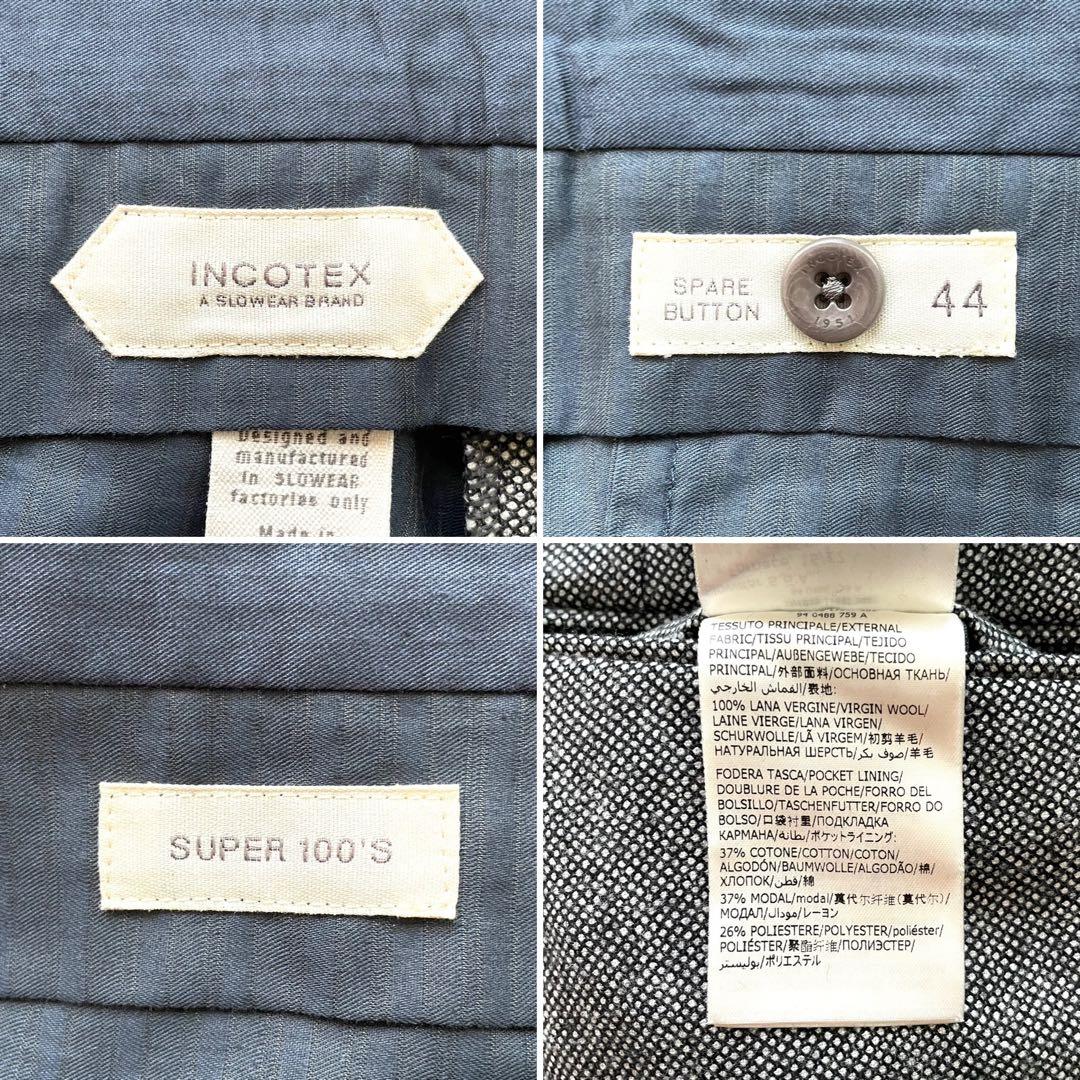 INCOTEX
A SLOWEAR BRAND
Designed and
manufactured
in SLOWEAR
factories only
Made in
SPARE
BUTTON
INCOTEX
1951
44
SUPER 100'S
94 0488 759 A
TESSUTO PRINCIPALE/EXTERNAL
FABRIC/TISSU PRINCIPAL/TEJIDO
PRINCIPAL/AUßENGEWEBE/TECIDO
PRINCIPAL/外部面料/ОСНОВНАЯ ТКАНЬ/
القماش الخارجي/表地:
100% LANA VERGINE/VIRGIN WOOL/
LAINE VIERGE/LANA VIRGEN/
SCHURWOLLE/LÃ VIRGEM/初剪羊毛/
НАТУРАЛЬНАЯ ШЕРСТЬ/صوف بكر/羊毛
FODERA TASCA/POCKET LINING/
DOUBLURE DE LA POCHE/FORRO DEL
BOLSILLO/TASCHENFUTTER/FORRO DO
BOLSO/口袋衬里/ПОДКЛАДКА
КАРМАНА/بطانة/ポケットライニング:
37% COTONE/COTTON/COTON/
ALGODÓN/BAUMWOLLE/ALGODÃO/棉/
ХЛОПОК/قطن/綿
37% MODAL/modal/莫代尔纤维(莫代尔)/
МОДАЛ/مودال/レーヨン
26% POLIESTERE/POLYESTER/poliéster/
POLIÉSTER/聚酯纤维/ПОЛИЭСТЕР/
بوليستر/ポリエステル